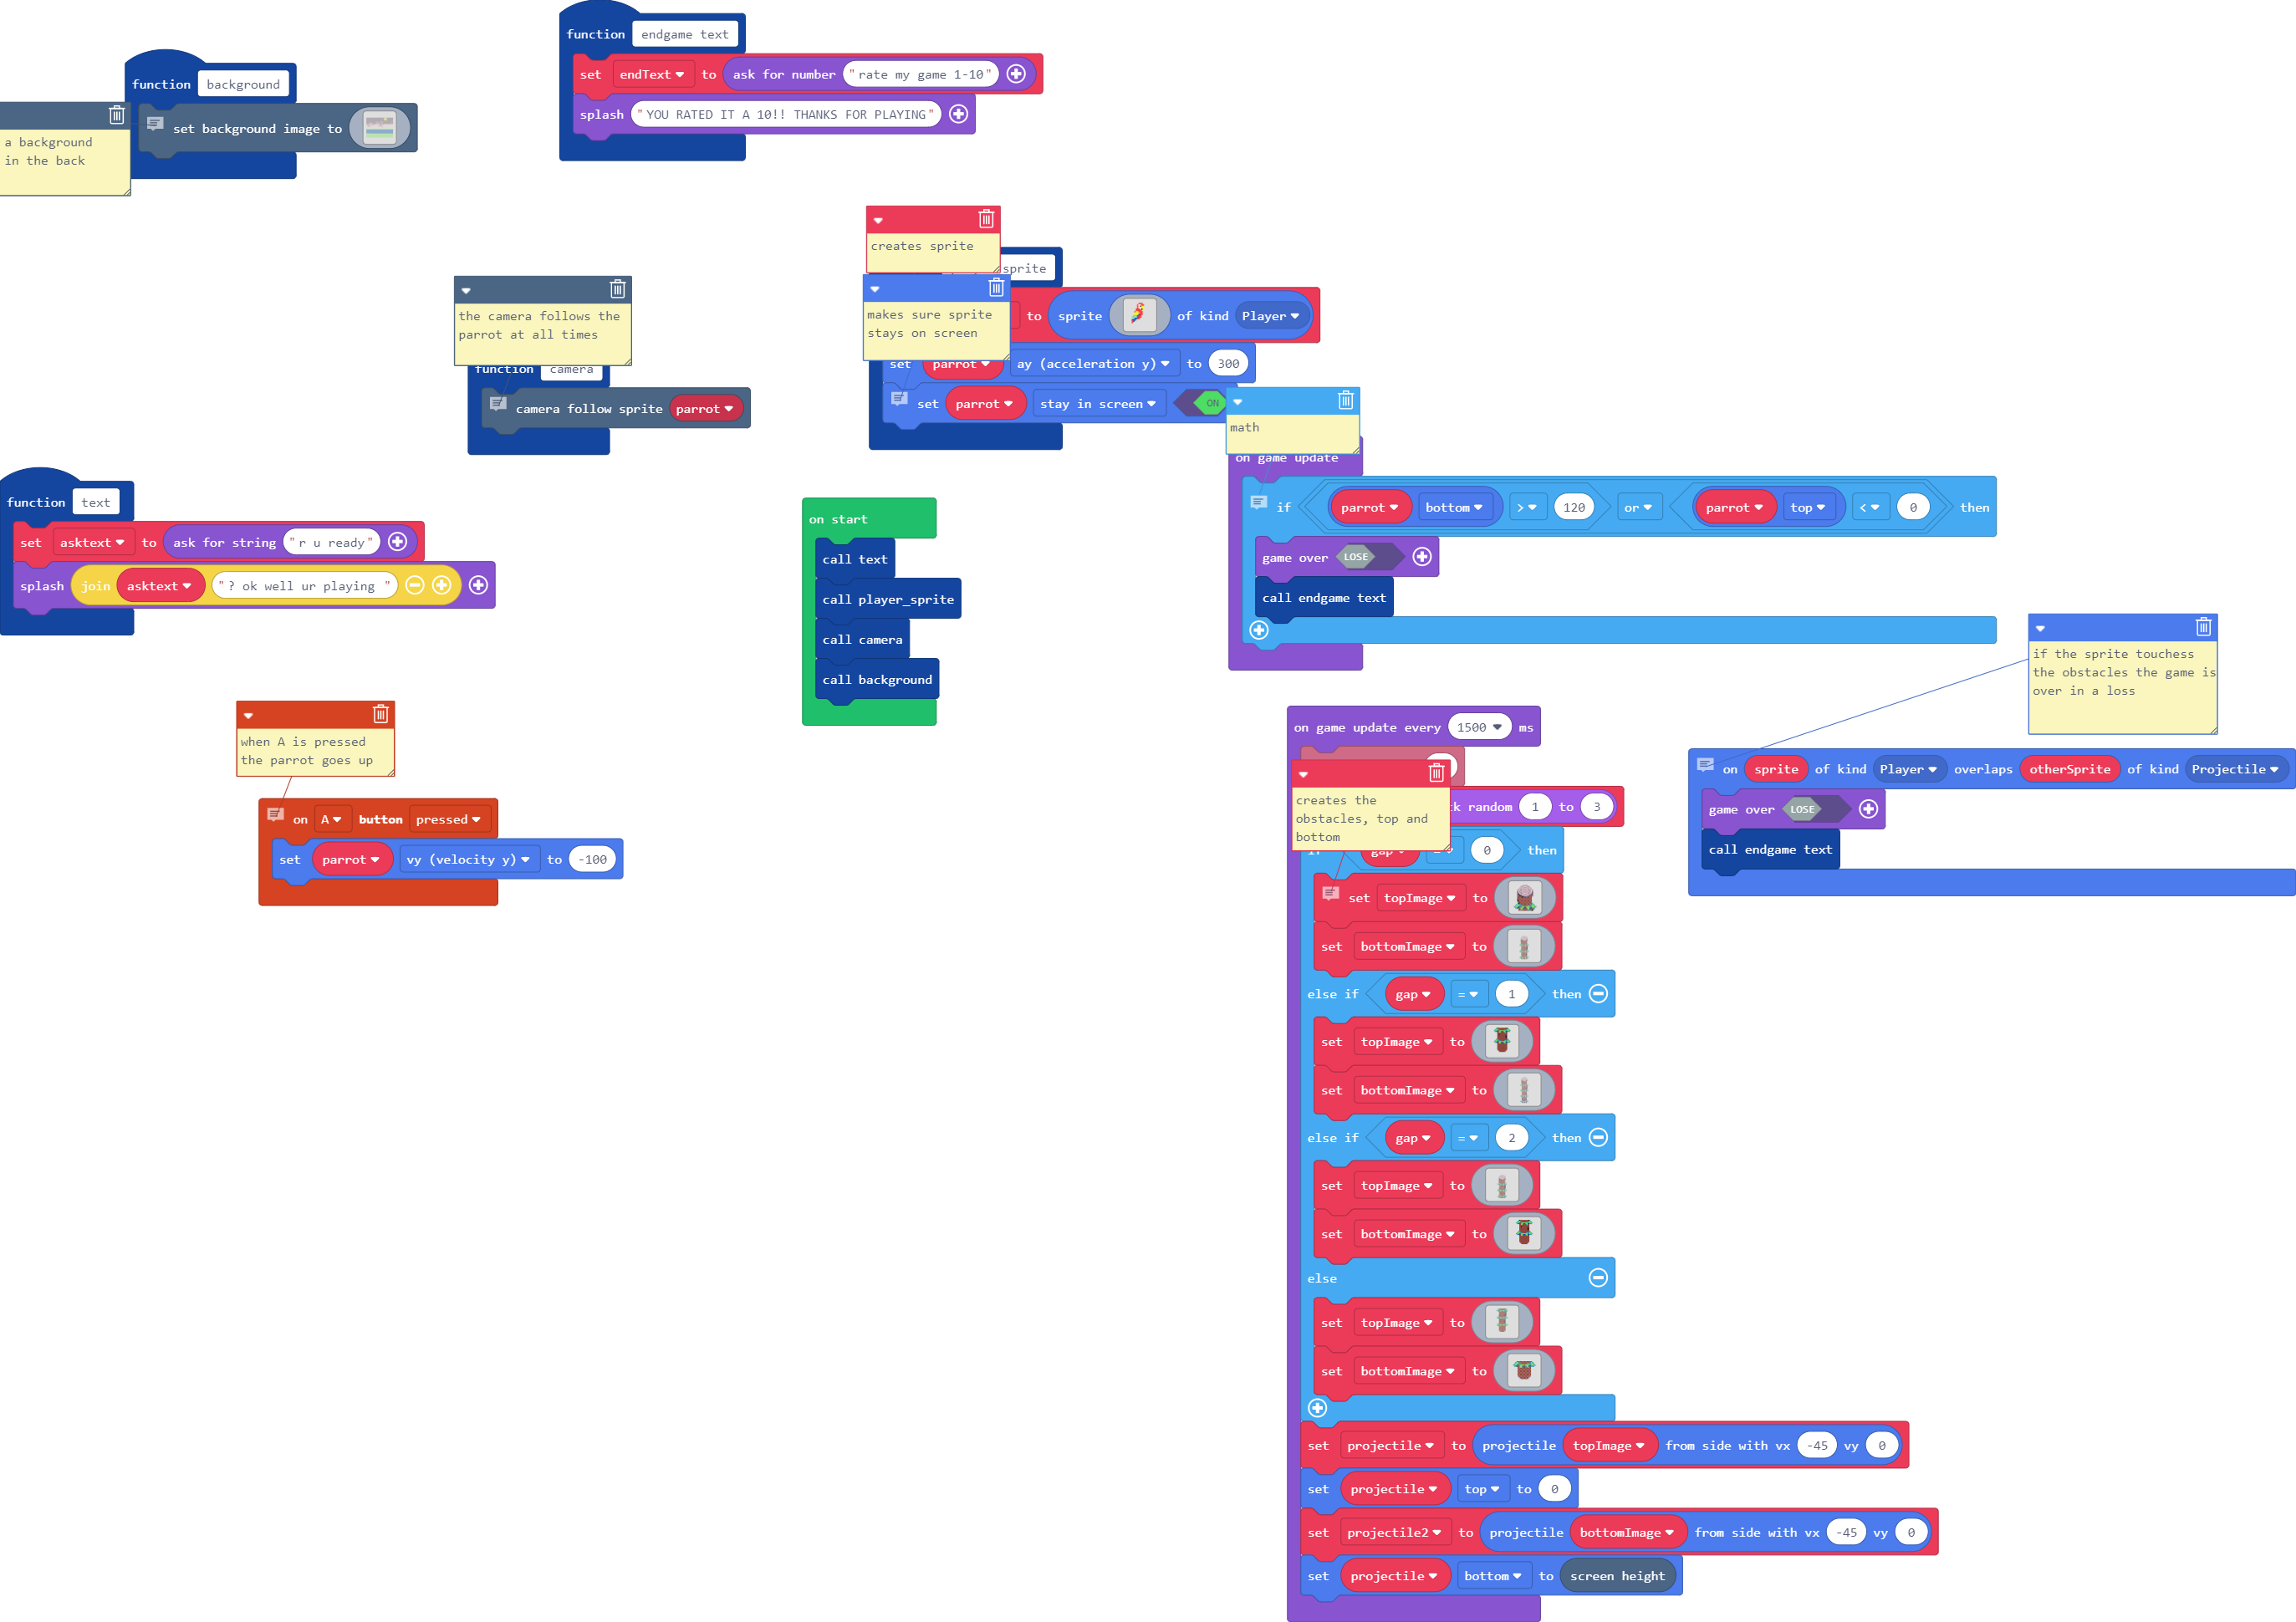 function endgame text
set endText to ask for number "rate my game 1-10"
splash "YOU RATED IT A 10!! THANKS FOR PLAYING"
function background
set background image to
a background
in the back
creates sprite
sprite
makes sure sprite
stays on screen
to sprite of kind Player
set parrot ay (acceleration y) to 300
set parrot stay in screen ON
the camera follows the
parrot at all times
function camera
camera follow sprite parrot
math
on game update
if parrot bottom > 120 or parrot top < 0 then
game over LOSE
call endgame text
function text
set asktext to ask for string "r u ready"
splash join asktext "? ok well ur playing "
on start
call text
call player_sprite
call camera
call background
if the sprite touchess
the obstacles the game is
over in a loss
on sprite of kind Player overlaps otherSprite of kind Projectile
game over LOSE
call endgame text
when A is pressed
the parrot goes up
on A button pressed
set parrot vy (velocity y) to -100
on game update every 1500 ms
creates the
obstacles, top and
bottom
random 1 to 3
if gap 0 then
set topImage to
set bottomImage to
else if gap = 1 then
set topImage to
set bottomImage to
else if gap = 2 then
set topImage to
set bottomImage to
else
set topImage to
set bottomImage to
set projectile to projectile topImage from side with vx -45 vy 0
set projectile top to 0
set projectile2 to projectile bottomImage from side with vx -45 vy 0
set projectile bottom to screen height